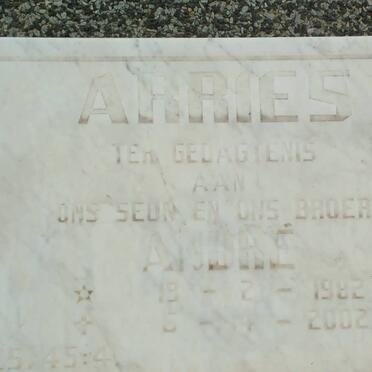 ARRIES
TER GEDAGTENIS
AAN
ONS SEUN EN ONS BROER
ANDRÉ
☆ 19 - 2 - 1982
2002